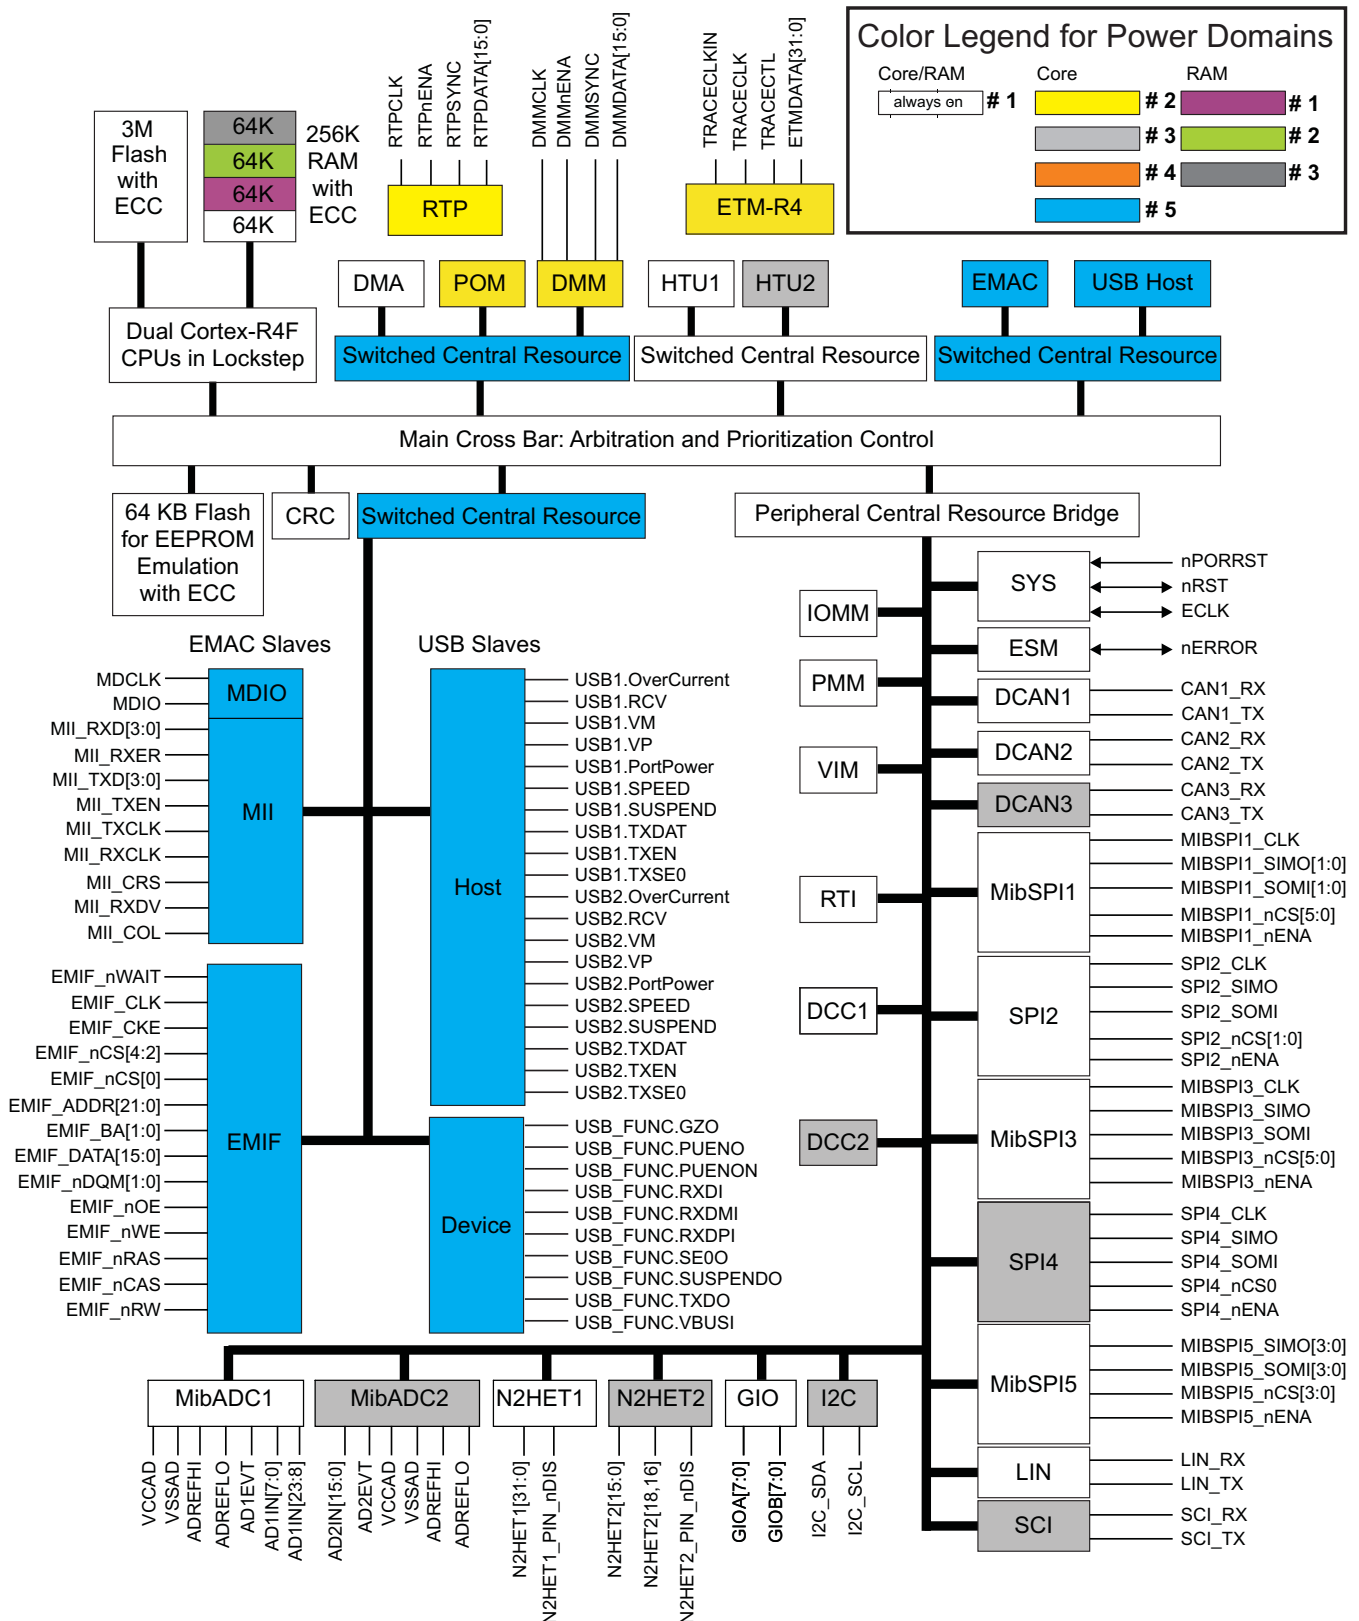 Color Legend for Power Domains
Core/RAM
Core
RAM
always on
# 1
# 2
# 1
# 3
# 2
# 4
# 3
# 5
3M
Flash
with
ECC
64K
64K
64K
64K
256K
RAM
with
ECC
RTPCLK
RTPnENA
RTPSYNC
RTPDATA[15:0]
RTP
DMMCLK
DMMnENA
DMMSYNC
DMMDATA[15:0]
TRACECLKIN
TRACECLK
TRACECTL
ETMDATA[31:0]
ETM-R4
DMA
POM
DMM
HTU1
HTU2
EMAC
USB Host
Dual Cortex-R4F
CPUs in Lockstep
Switched Central Resource
Switched Central Resource
Switched Central Resource
Main Cross Bar: Arbitration and Prioritization Control
64 KB Flash
for EEPROM
Emulation
with ECC
CRC
Switched Central Resource
Peripheral Central Resource Bridge
EMAC Slaves
USB Slaves
MDCLK
MDIO
MII_RXD[3:0]
MII_RXER
MII_TXD[3:0]
MII_TXEN
MII_TXCLK
MII_RXCLK
MII_CRS
MII_RXDV
MII_COL
MDIO
MII
EMIF_nWAIT
EMIF_CLK
EMIF_CKE
EMIF_nCS[4:2]
EMIF_nCS[0]
EMIF_ADDR[21:0]
EMIF_BA[1:0]
EMIF_DATA[15:0]
EMIF_nDQM[1:0]
EMIF_nOE
EMIF_nWE
EMIF_nRAS
EMIF_nCAS
EMIF_nRW
EMIF
Host
USB1.OverCurrent
USB1.RCV
USB1.VM
USB1.VP
USB1.PortPower
USB1.SPEED
USB1.SUSPEND
USB1.TXDAT
USB1.TXEN
USB1.TXSE0
USB2.OverCurrent
USB2.RCV
USB2.VM
USB2.VP
USB2.PortPower
USB2.SPEED
USB2.SUSPEND
USB2.TXDAT
USB2.TXEN
USB2.TXSE0
Device
USB_FUNC.GZO
USB_FUNC.PUENO
USB_FUNC.PUENON
USB_FUNC.RXDI
USB_FUNC.RXDMI
USB_FUNC.RXDPI
USB_FUNC.SE0O
USB_FUNC.SUSPENDO
USB_FUNC.TXDO
USB_FUNC.VBUSI
IOMM
PMM
VIM
RTI
DCC1
DCC2
SYS
nPORRST
nRST
ECLK
ESM
nERROR
DCAN1
CAN1_RX
CAN1_TX
DCAN2
CAN2_RX
CAN2_TX
DCAN3
CAN3_RX
CAN3_TX
MibSPI1
MIBSPI1_CLK
MIBSPI1_SIMO[1:0]
MIBSPI1_SOMI[1:0]
MIBSPI1_nCS[5:0]
MIBSPI1_nENA
SPI2
SPI2_CLK
SPI2_SIMO
SPI2_SOMI
SPI2_nCS[1:0]
SPI2_nENA
MibSPI3
MIBSPI3_CLK
MIBSPI3_SIMO
MIBSPI3_SOMI
MIBSPI3_nCS[5:0]
MIBSPI3_nENA
SPI4
SPI4_CLK
SPI4_SIMO
SPI4_SOMI
SPI4_nCS0
SPI4_nENA
MibSPI5
MIBSPI5_SIMO[3:0]
MIBSPI5_SOMI[3:0]
MIBSPI5_nCS[3:0]
MIBSPI5_nENA
LIN
LIN_RX
LIN_TX
SCI
SCI_RX
SCI_TX
MibADC1
MibADC2
N2HET1
N2HET2
GIO
I2C
VCCAD
VSSAD
ADREFHI
ADREFLO
AD1EVT
AD1IN[7:0]
AD1IN[23:8]
AD2IN[15:0]
AD2EVT
VCCAD
VSSAD
ADREFHI
ADREFLO
N2HET1[31:0]
N2HET1_PIN_nDIS
N2HET2[15:0]
N2HET2[18,16]
N2HET2_PIN_nDIS
GIOA[7:0]
GIOB[7:0]
I2C_SDA
I2C_SCL